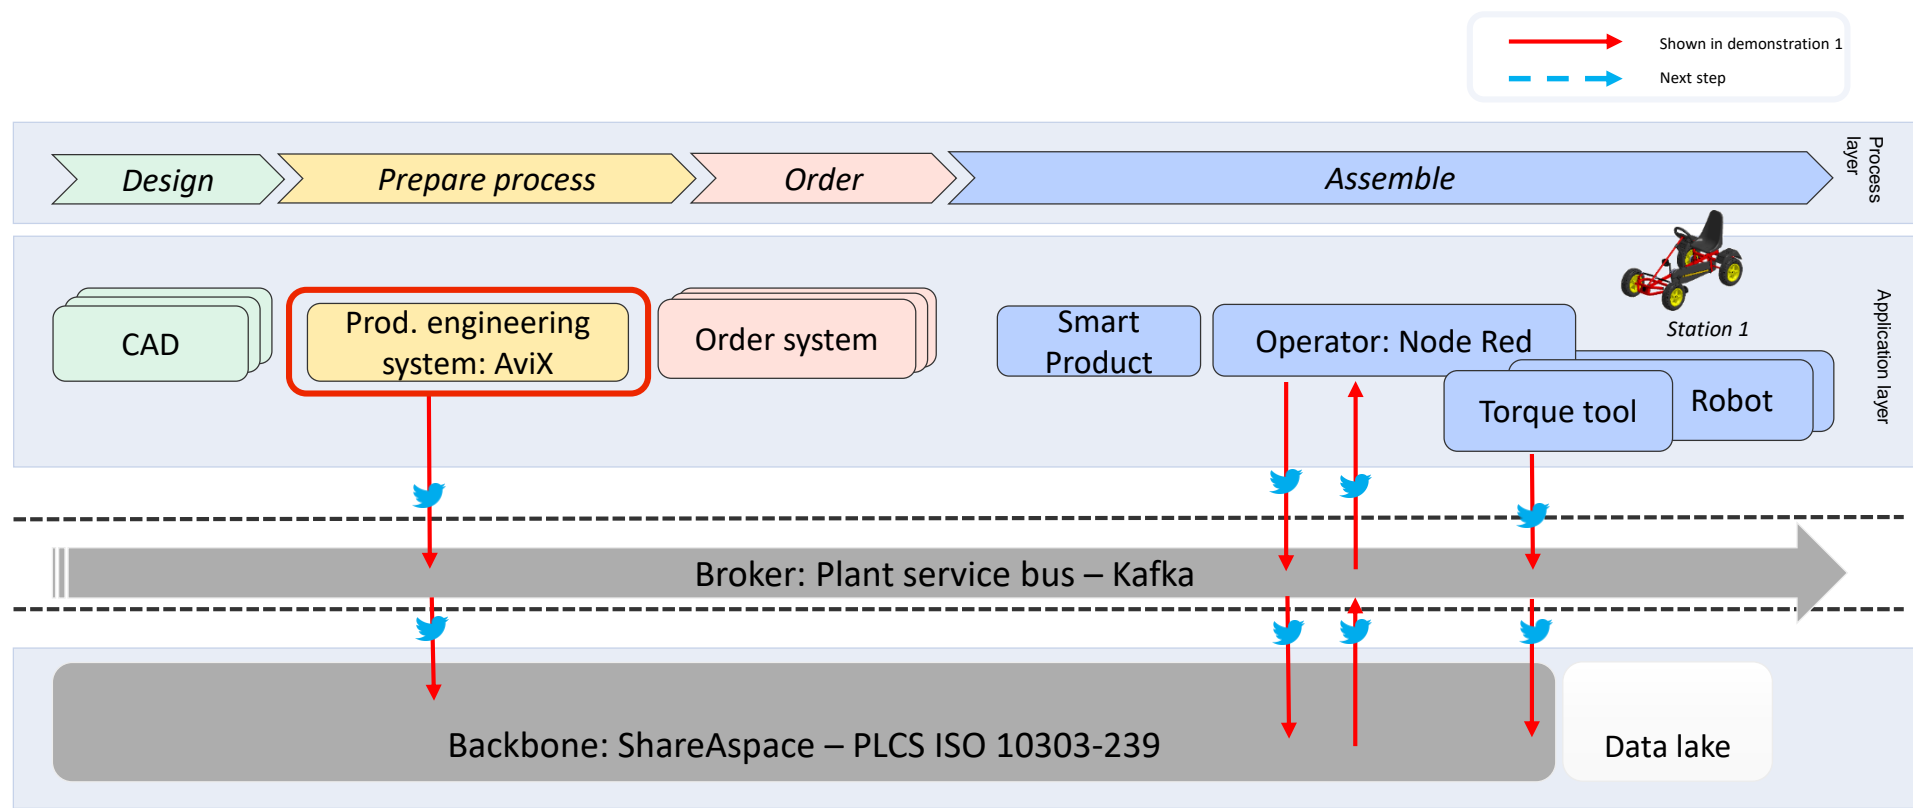 Shown in demonstration 1
Next step
Design
Prepare process
Order
Assemble
Process
layer
CAD
Prod. engineering
system: AviX
Order system
Smart
Product
Operator: Node Red
Station 1
Torque tool
Robot
Application layer
Broker: Plant service bus – Kafka
Backbone: ShareAspace – PLCS ISO 10303-239
Data lake